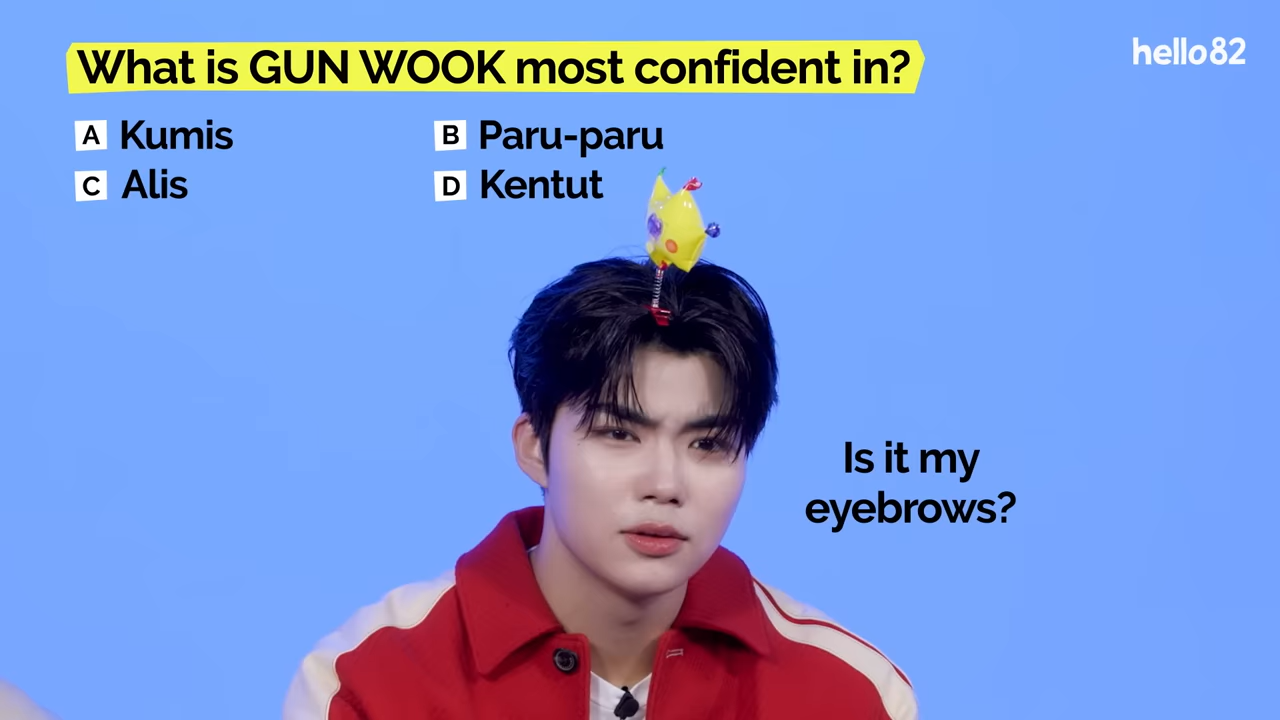 What is GUN WOOK most confident in?
hello82
A Kumis
B Paru-paru
C Alis
D Kentut
Is it my
eyebrows?